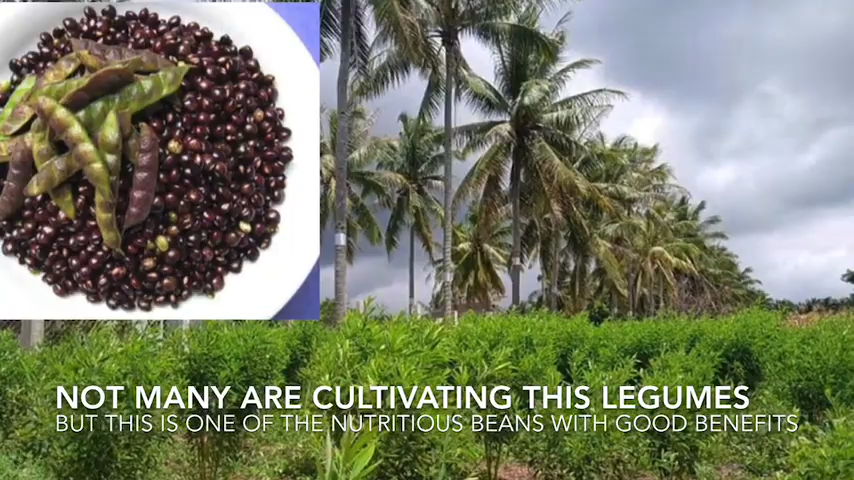 NOT MANY ARE CULTIVATING THIS LEGUMES
BUT THIS IS ONE OF THE NUTRITIOUS BEANS WITH GOOD BENEFITS